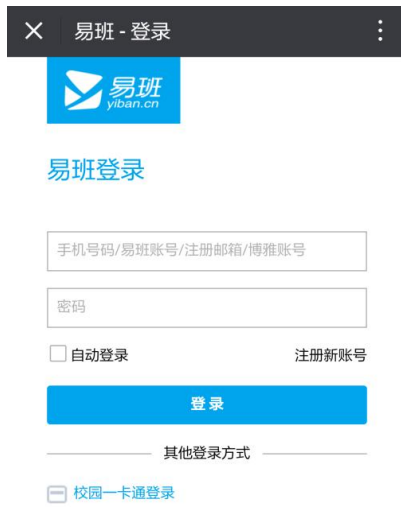 易班 - 登录
易班
yiban.cn
易班登录
手机号码/易班账号/注册邮箱/博雅账号
密码
自动登录 注册新账号
登录
其他登录方式
校园一卡通登录